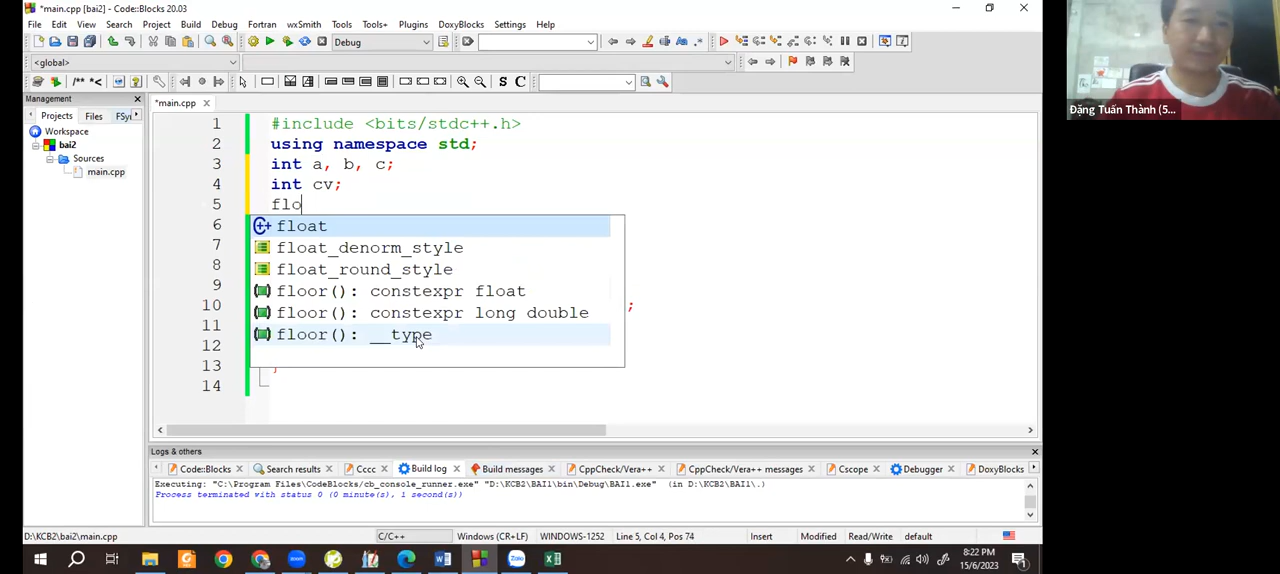 *main.cpp [bai2] - Code::Blocks 20.03
File Edit View Search Project Build Debug Fortran wxSmith Tools Tools+ Plugins DoxyBlocks Settings Help
Debug
<global>
/** *<
S C
Management
Projects Files FSy
Workspace
bai2
Sources
main.cpp
*main.cpp
1 #include <bits/stdc++.h>
2 using namespace std;
3 int a, b, c;
4 int cv;
5 flo
6 float
7 float_denorm_style
8 float_round_style
9 floor(): constexpr float
10 floor(): constexpr long double ;
11 floor(): __type
12
13 }
14
Logs & others
Code::Blocks Search results Cccc Build log Build messages CppCheck/Vera++ CppCheck/Vera++ messages Cscope Debugger DoxyBlocks
Executing: "C:\Program Files\CodeBlocks/cb_console_runner.exe" "D:\KCB2\BAI1\bin\Debug\BAI1.exe" (in D:\KCB2\BAI1\.)
Process terminated with status 0 (0 minute(s), 1 second(s))
D:\KCB2\bai2\main.cpp C/C++ Windows (CR+LF) WINDOWS-1252 Line 5, Col 4, Pos 74 Insert Modified Read/Write default
8:22 PM
15/6/2023
Đặng Tuấn Thành (5...